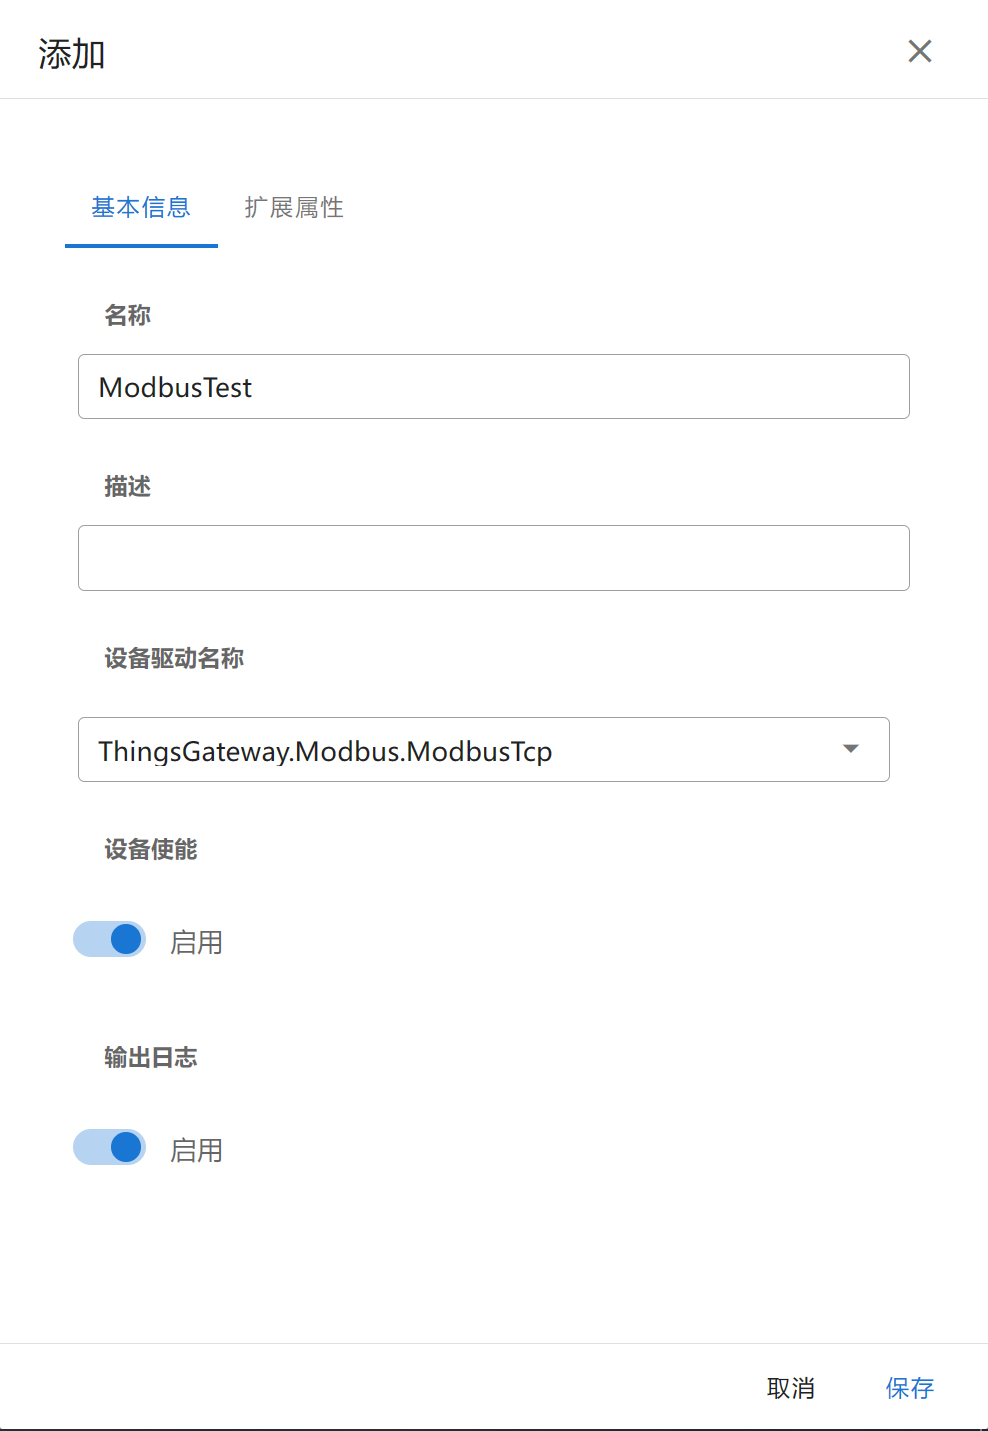 添加
基本信息 扩展属性
名称
ModbusTest
描述
设备驱动名称
ThingsGateway.Modbus.ModbusTcp
设备使能
启用
输出日志
启用
取消 保存